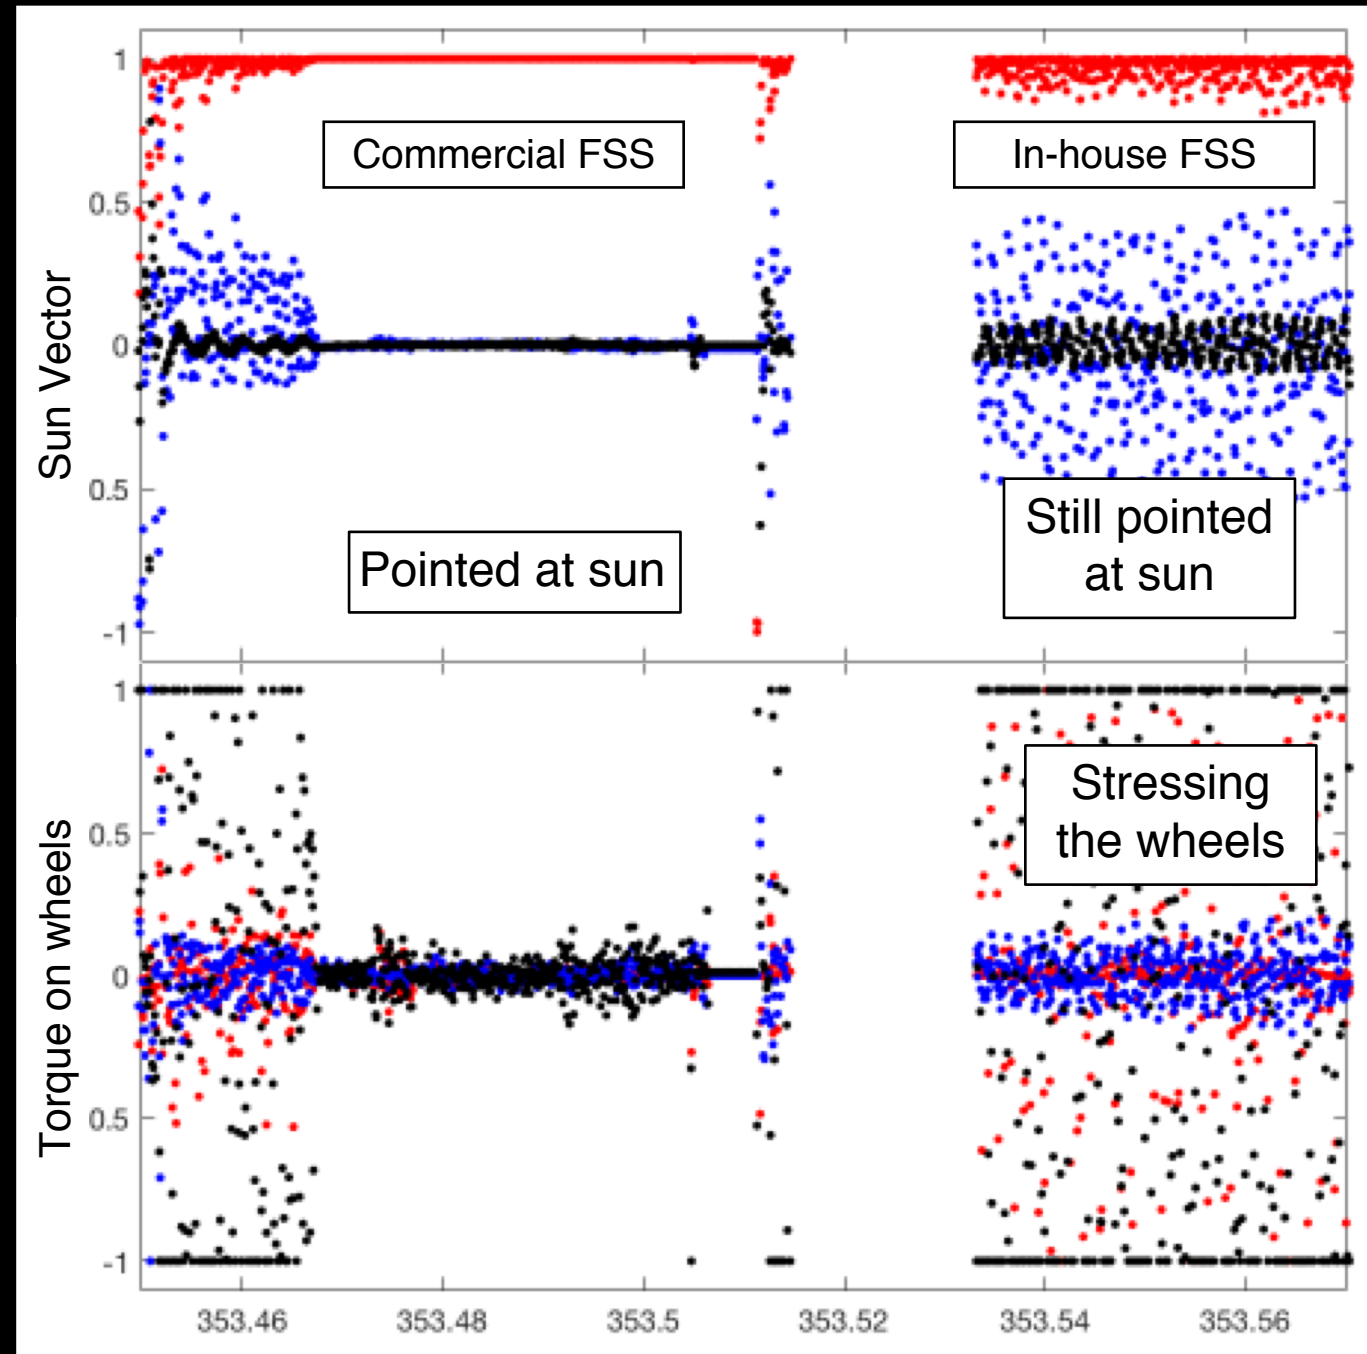 1
Commercial FSS
In-house FSS
0.5
Sun Vector
0
0.5
Still pointed
at sun
Pointed at sun
-1
1
Stressing
the wheels
0.5
Torque on wheels
0
0.5
-1
353.46 353.48 353.5 353.52 353.54 353.56